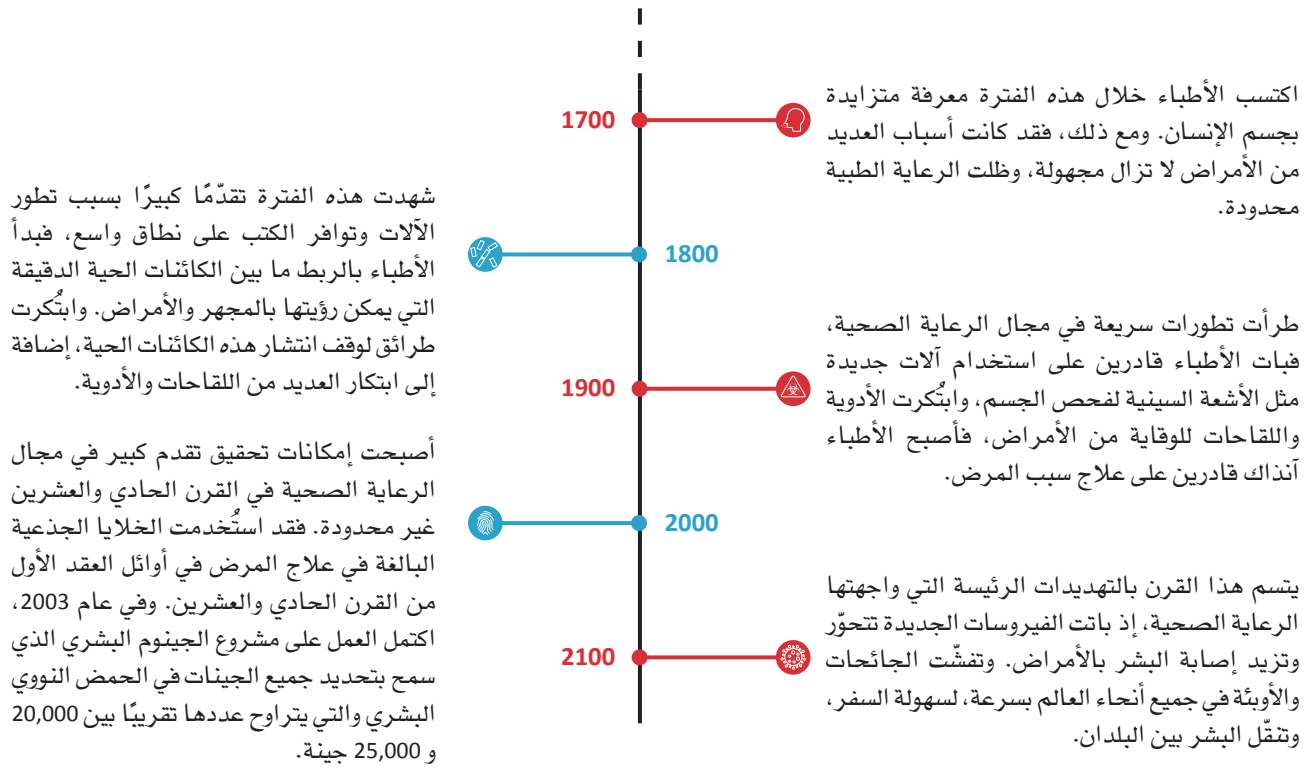 1700
اكتسب الأطباء خلال هذه الفترة معرفة متزايدة
بجسم الإنسان. ومع ذلك، فقد كانت أسباب العديد
من الأمراض لا تزال مجهولة، وظلت الرعاية الطبية
محدودة.
1800
شهدت هذه الفترة تقدّمًا كبيرًا بسبب تطور
الآلات وتوافر الكتب على نطاق واسع، فبدأ
الأطباء بالربط ما بين الكائنات الحية الدقيقة
التي يمكن رؤيتها بالمجهر والأمراض. وابتُكرت
طرائق لوقف انتشار هذه الكائنات الحية، إضافة
إلى ابتكار العديد من اللقاحات والأدوية.
1900
طرأت تطورات سريعة في مجال الرعاية الصحية،
فبات الأطباء قادرين على استخدام آلات جديدة
مثل الأشعة السينية لفحص الجسم، وابتُكرت الأدوية
واللقاحات للوقاية من الأمراض، فأصبح الأطباء
آنذاك قادرين على علاج سبب المرض.
2000
أصبحت إمكانات تحقيق تقدم كبير في مجال
الرعاية الصحية في القرن الحادي والعشرين
غير محدودة. فقد استُخدمت الخلايا الجذعية
البالغة في علاج المرض في أوائل العقد الأول
من القرن الحادي والعشرين. وفي عام 2003،
اكتمل العمل على مشروع الجينوم البشري الذي
سمح بتحديد جميع الجينات في الحمض النووي
البشري والتي يتراوح عددها تقريبًا بين 20,000
و 25,000 جينة.
2100
يتسم هذا القرن بالتهديدات الرئيسة التي واجهتها
الرعاية الصحية، إذ باتت الفيروسات الجديدة تتحوّر
وتزيد إصابة البشر بالأمراض. وتفشّت الجائحات
والأوبئة في جميع أنحاء العالم بسرعة، لسهولة السفر،
وتنقّل البشر بين البلدان.